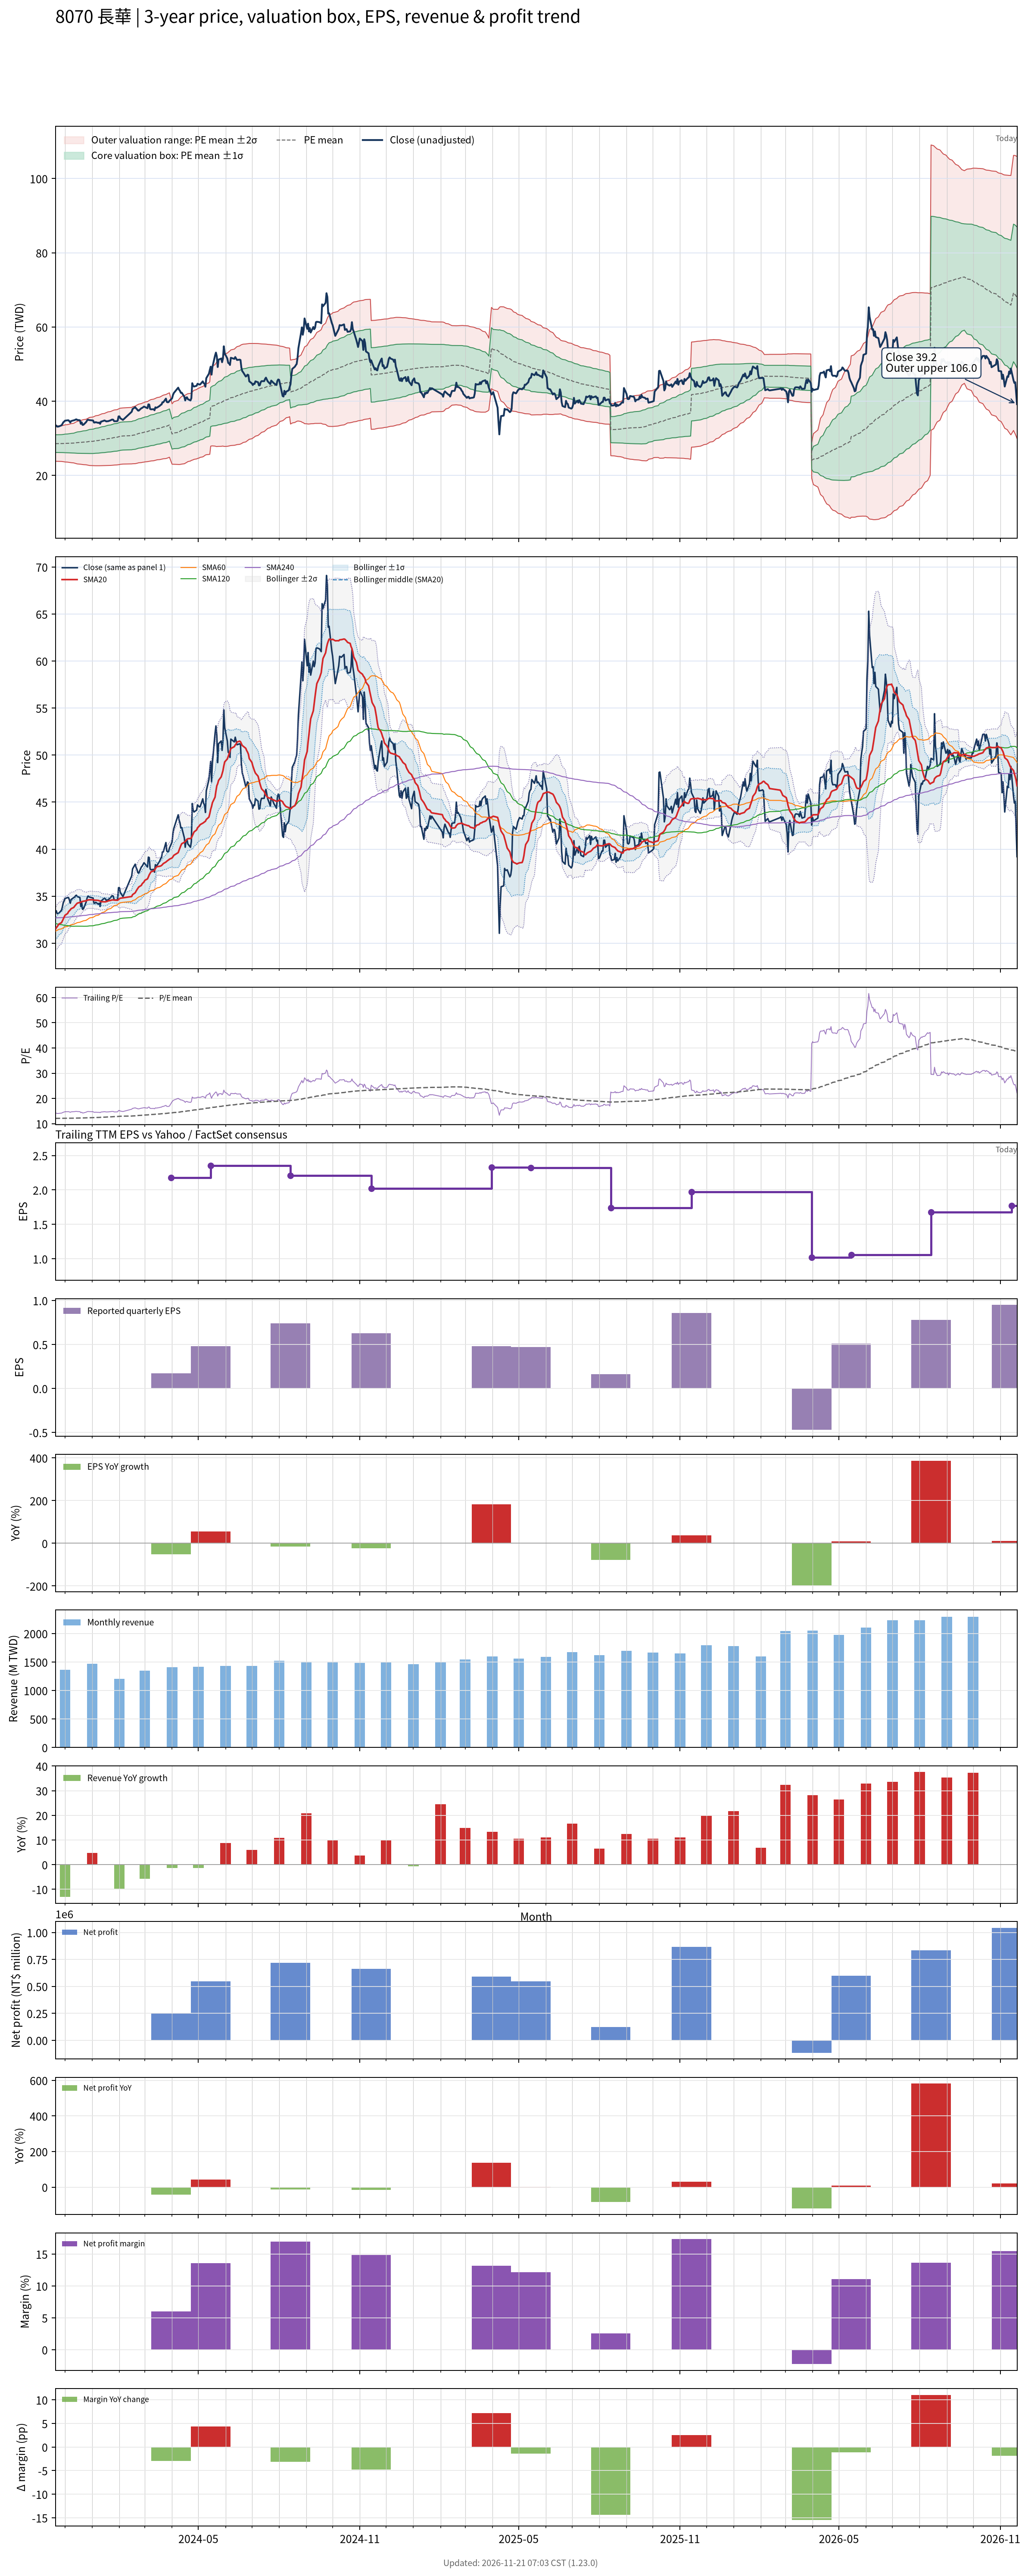 8070 長華 | 3-year price, valuation box, EPS, revenue & profit trend
Outer valuation range: PE mean ±2σ
Core valuation box: PE mean ±1σ
PE mean
Close (unadjusted)
Today
Price (TWD)
100
80
60
40
20
Close 39.2
Outer upper 106.0
Close (same as panel 1)
SMA20
SMA60
SMA120
SMA240
Bollinger ±2σ
Bollinger ±1σ
Bollinger middle (SMA20)
Price
70
65
60
55
50
45
40
35
30
Trailing P/E
P/E mean
P/E
60
50
40
30
20
10
Trailing TTM EPS vs Yahoo / FactSet consensus
Today
EPS
2.5
2.0
1.5
1.0
Reported quarterly EPS
EPS
1.0
0.5
0.0
-0.5
EPS YoY growth
YoY (%)
400
200
0
-200
Monthly revenue
Revenue (M TWD)
2000
1500
1000
500
0
Revenue YoY growth
YoY (%)
40
30
20
10
0
-10
Month
1e6
Net profit
Net profit (NT$ million)
1.00
0.75
0.50
0.25
0.00
Net profit YoY
YoY (%)
600
400
200
0
Net profit margin
Margin (%)
15
10
5
0
Margin YoY change
Δ margin (pp)
10
5
0
-5
-10
-15
2024-05
2024-11
2025-05
2025-11
2026-05
2026-11
Updated: 2026-11-21 07:03 CST (1.23.0)